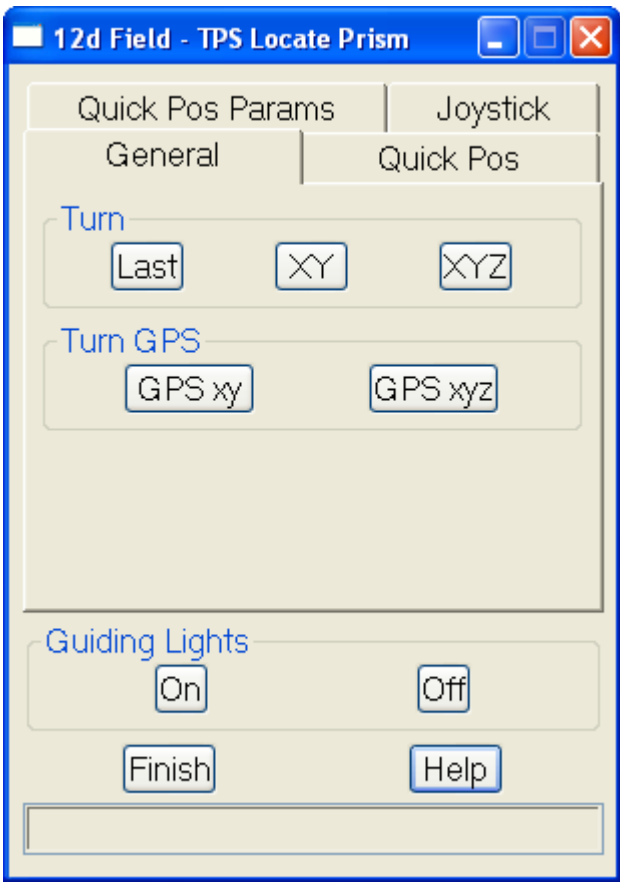 12d Field - TPS Locate Prism
Quick Pos Params Joystick
General Quick Pos
Turn
Last XY XYZ
Turn GPS
GPS xy GPS xyz
Guiding Lights
On Off
Finish Help